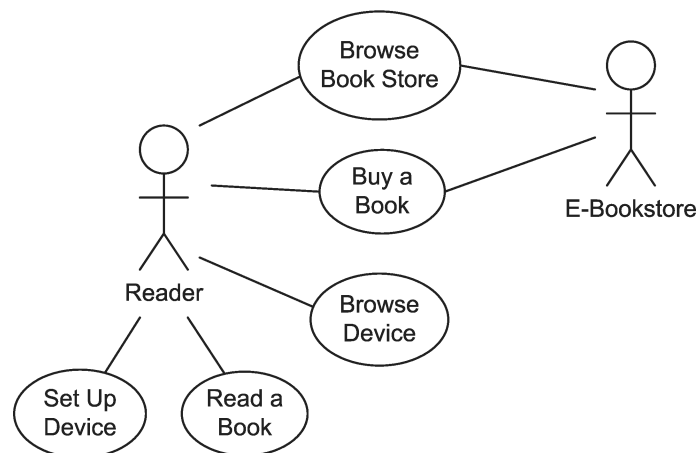 Browse
Book Store
Buy a
Book
E-Bookstore
Reader
Browse
Device
Set Up
Device
Read a
Book